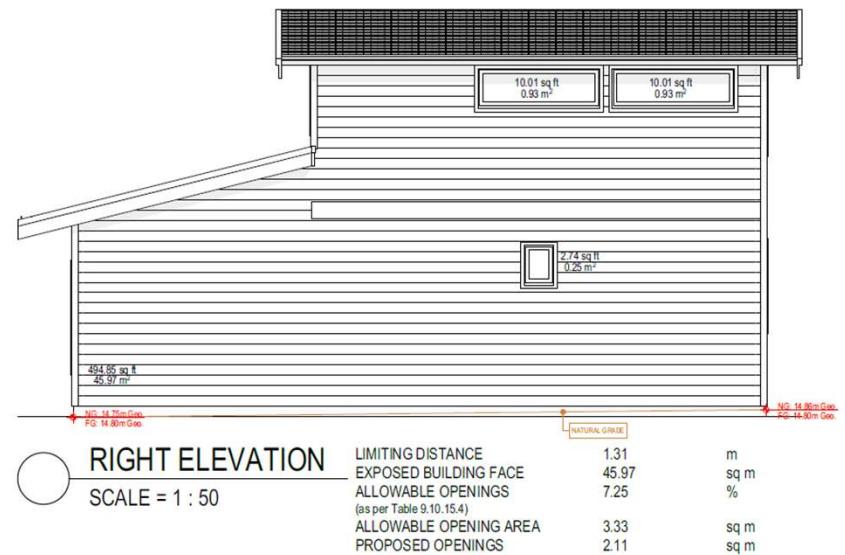 10.01 sq ft
0.93 m²
10.01 sq ft
0.93 m²
2.74 sq ft
0.25 m²
494.85 sq ft
45.97 m²
NG: 14.75m Geo.
FG: 14.80m Geo.
NG: 14.86m Geo.
FG: 14.80m Geo.
NATURAL GRADE
RIGHT ELEVATION
SCALE = 1 : 50
LIMITING DISTANCE 1.31 m
EXPOSED BUILDING FACE 45.97 sq m
ALLOWABLE OPENINGS 7.25 %
(as per Table 9.10.15.4)
ALLOWABLE OPENING AREA 3.33 sq m
PROPOSED OPENINGS 2.11 sq m